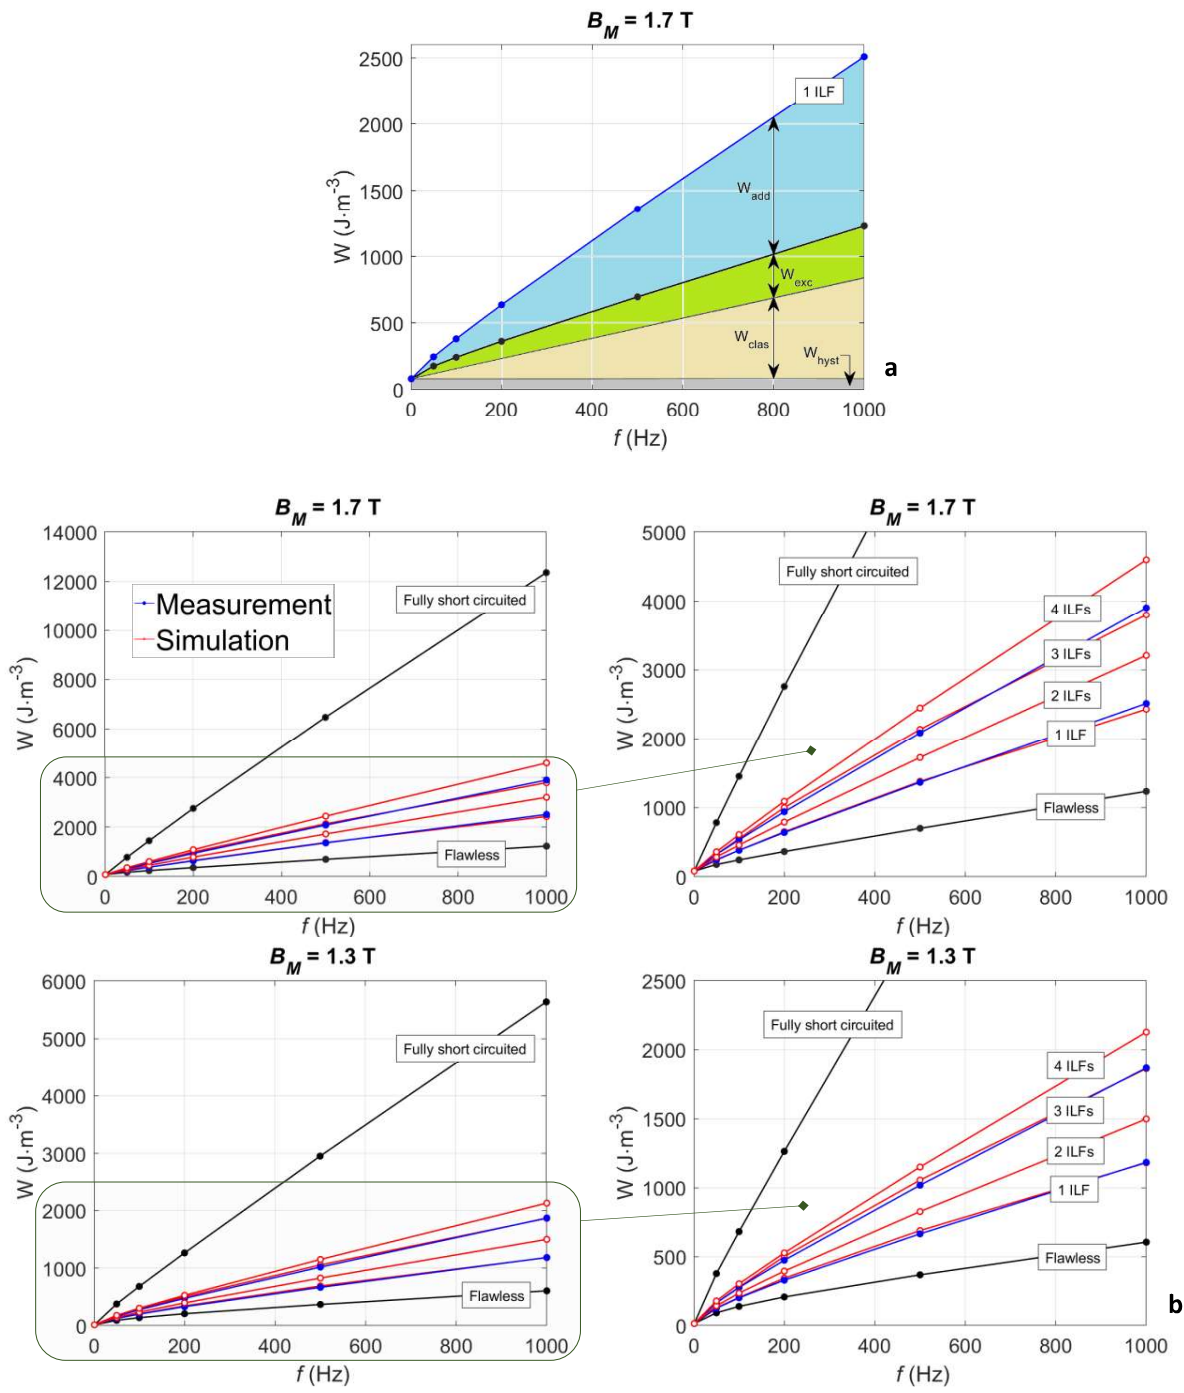 B_M = 1.7 T
2500
2000
1500
1000
500
0
W (J·m⁻³)
1 ILF
W_add
W_exc
W_clas
W_hyst
0 200 400 600 800 1000
f (Hz)
a
B_M = 1.7 T
14000
12000
10000
8000
6000
4000
2000
0
W (J·m⁻³)
Measurement
Simulation
Fully short circuited
Flawless
0 200 400 600 800 1000
f (Hz)
B_M = 1.7 T
5000
4000
3000
2000
1000
0
W (J·m⁻³)
Fully short circuited
4 ILFs
3 ILFs
2 ILFs
1 ILF
Flawless
0 200 400 600 800 1000
f (Hz)
B_M = 1.3 T
6000
5000
4000
3000
2000
1000
0
W (J·m⁻³)
Fully short circuited
Flawless
0 200 400 600 800 1000
f (Hz)
B_M = 1.3 T
2500
2000
1500
1000
500
0
W (J·m⁻³)
Fully short circuited
4 ILFs
3 ILFs
2 ILFs
1 ILF
Flawless
0 200 400 600 800 1000
f (Hz)
b